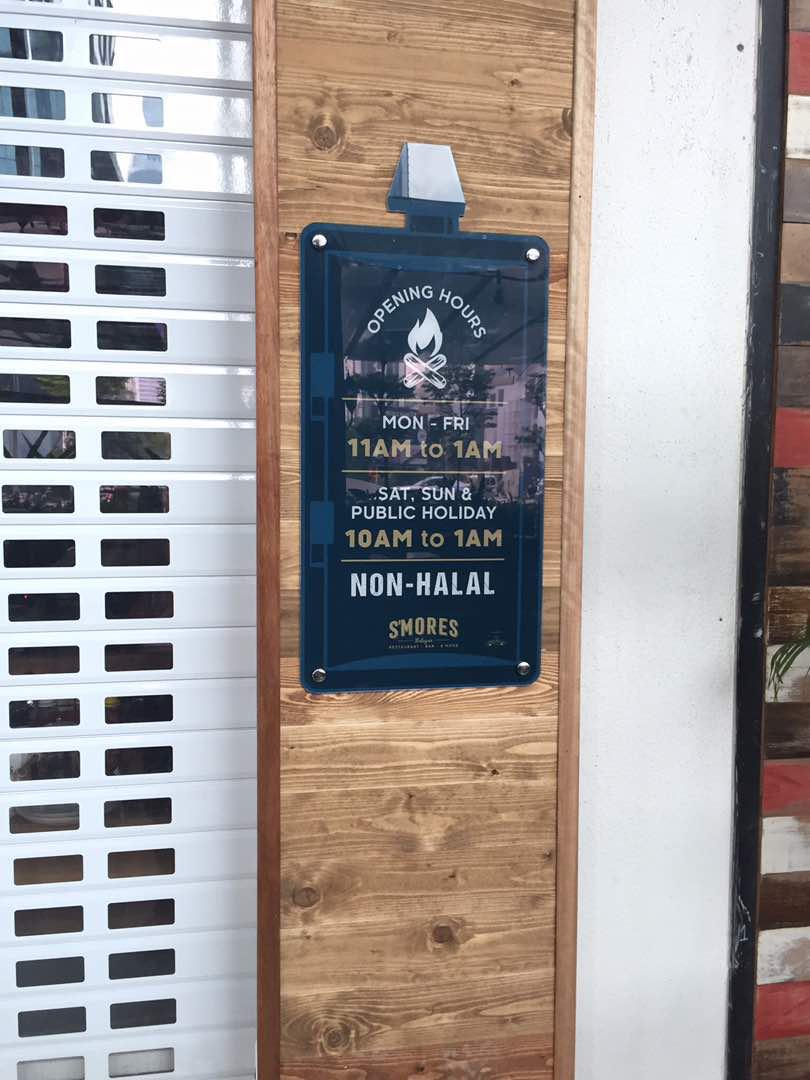 OPENING HOURS
MON - FRI
11AM to 1AM
SAT, SUN &
PUBLIC HOLIDAY
10AM to 1AM
NON-HALAL
S'MORES
RESTAURANT · BAR · & MORE